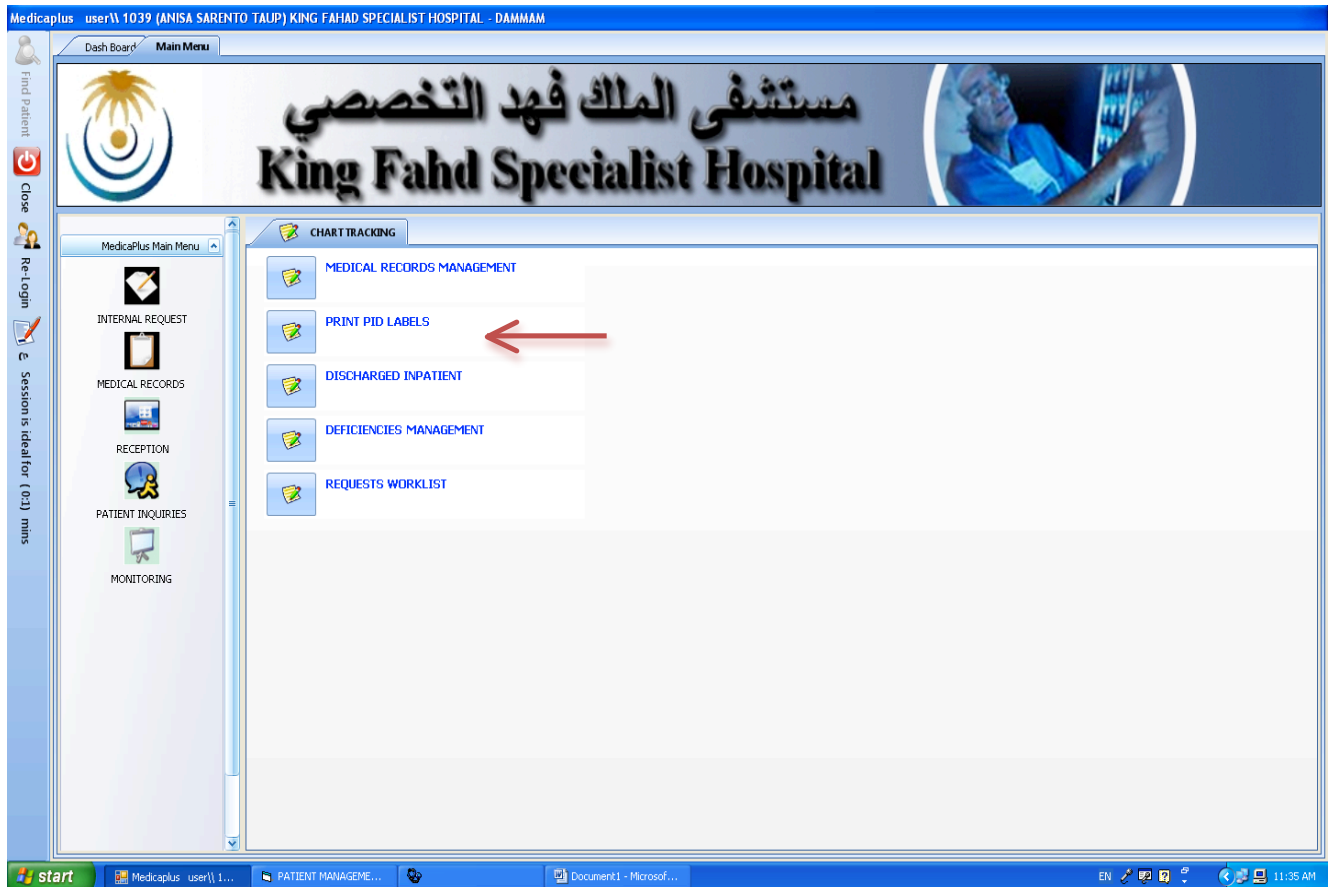 Medicaplus user\\ 1039 (ANISA SARENTO TAUP) KING FAHAD SPECIALIST HOSPITAL - DAMMAM
Dash Board
Main Menu
Find Patient
Close
Re-Login
ع
Session is ideal for ( 0:1) mins
مستشفى الملك فهد التخصصي
King Fahd Specialist Hospital
MedicaPlus Main Menu
INTERNAL REQUEST
MEDICAL RECORDS
RECEPTION
PATIENT INQUIRIES
MONITORING
CHART TRACKING
MEDICAL RECORDS MANAGEMENT
PRINT PID LABELS
DISCHARGED INPATIENT
DEFICIENCIES MANAGEMENT
REQUESTS WORKLIST
start
Medicaplus user\\ 1...
PATIENT MANAGEME...
Document1 - Microsof...
EN
11:35 AM